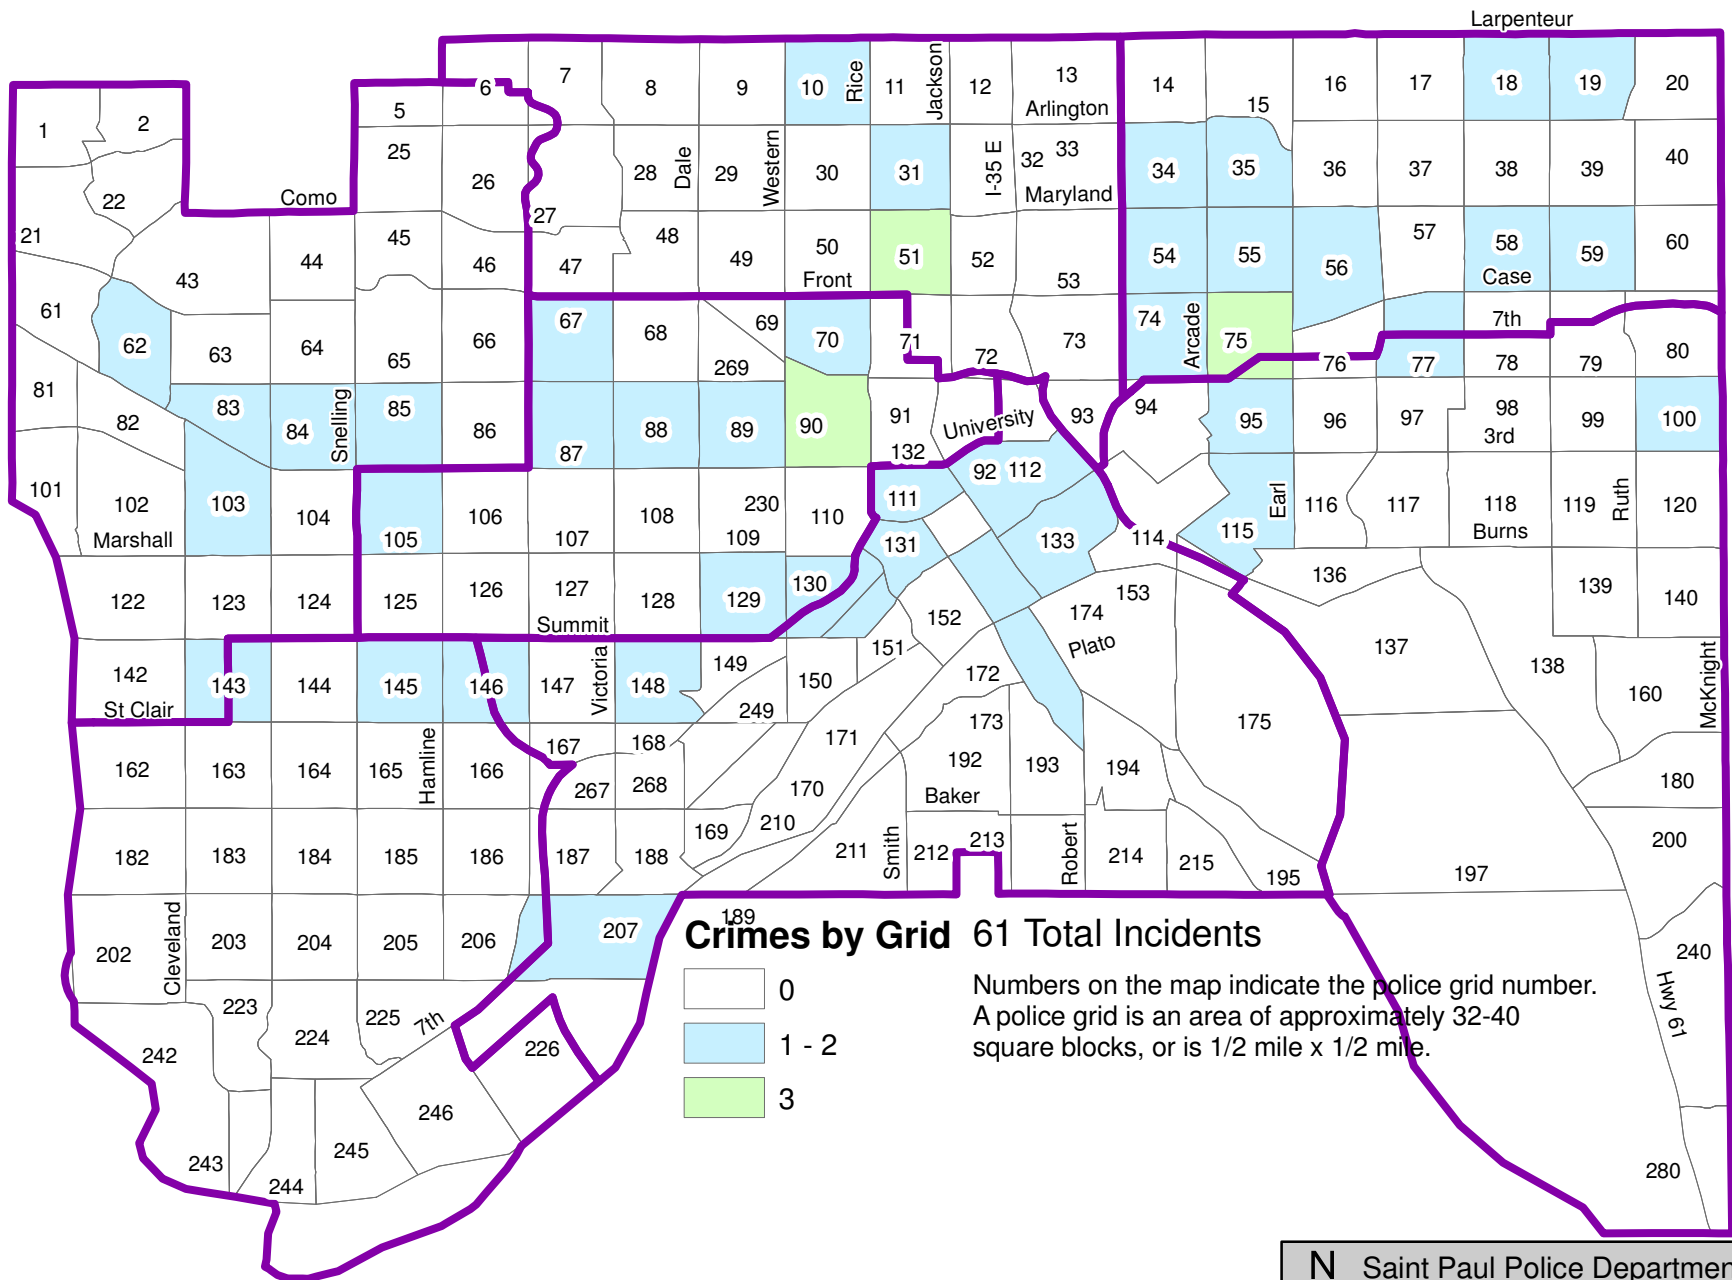 Larpenteur
1 2 5 6 7 8 9 10 Rice 11 Jackson 12 13 14 15 16 17 18 19 20
Arlington
21 22 25 26 27 28 Dale 29 Western 30 31 I-35 E 32 33 34 35 36 37 38 39 40
Como
Maryland
43 44 45 46 47 48 49 50 51 52 53 54 55 56 57 58 59 60
Front
Case
61 62 63 64 65 66 67 68 69 269 70 71 72 73 74 Arcade 75 76 77 78 79 80
7th
81 82 83 84 Snelling 85 86 87 88 89 90 91 132 University 93 94 95 96 97 98 99 100
3rd
101 102 103 104 105 106 107 108 230 109 110 111 92 112 131 133 114 115 Earl 116 117 118 119 Ruth 120
Marshall
Burns
122 123 124 125 126 127 128 129 130 152 174 153 136 139 140
Summit
Plato
142 143 144 145 146 147 Victoria 148 149 249 150 151 172 137 138 160 McKnight
St Clair
162 163 164 165 Hamline 166 167 267 168 268 171 170 173 192 193 194 175 180
Baker
182 183 184 185 186 187 188 169 210 211 Smith 212 213 Robert 214 215 195 197 200
202 Cleveland 203 204 205 206 207 189 240
223 224 225 7th 226 Hwy 61
242 243 244 245 246 280
Crimes by Grid
61 Total Incidents
0
1 - 2
3
Numbers on the map indicate the police grid number.
A police grid is an area of approximately 32-40
square blocks, or is 1/2 mile x 1/2 mile.
N
Saint Paul Police Departmen